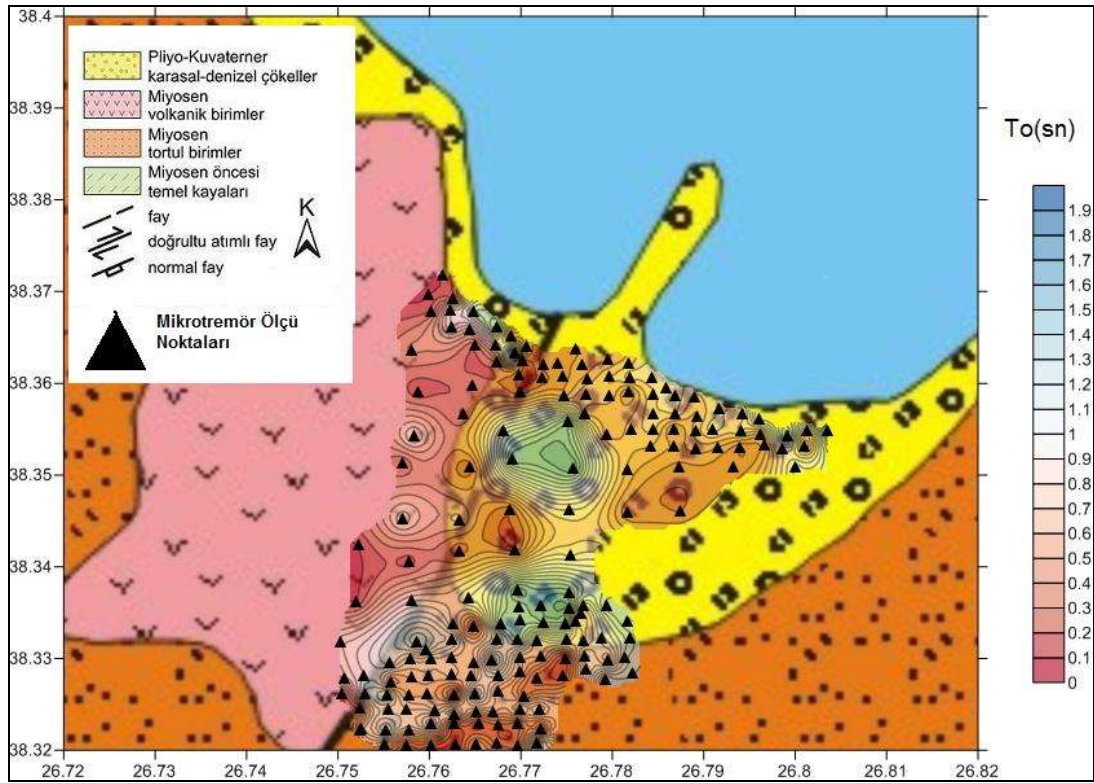 38.4
38.39
38.38
38.37
38.36
38.35
38.34
38.33
38.32
26.72 26.73 26.74 26.75 26.76 26.77 26.78 26.79 26.8 26.81 26.82
Pliyo-Kuvaterner
karasal-denizel çökeller
Miyosen
volkanik birimler
Miyosen
tortul birimler
Miyosen öncesi
temel kayaları
fay
doğrultu atımlı fay
normal fay
K
Mikrotremör Ölçü
Noktaları
To(sn)
1.9
1.8
1.7
1.6
1.5
1.4
1.3
1.2
1.1
1
0.9
0.8
0.7
0.6
0.5
0.4
0.3
0.2
0.1
0